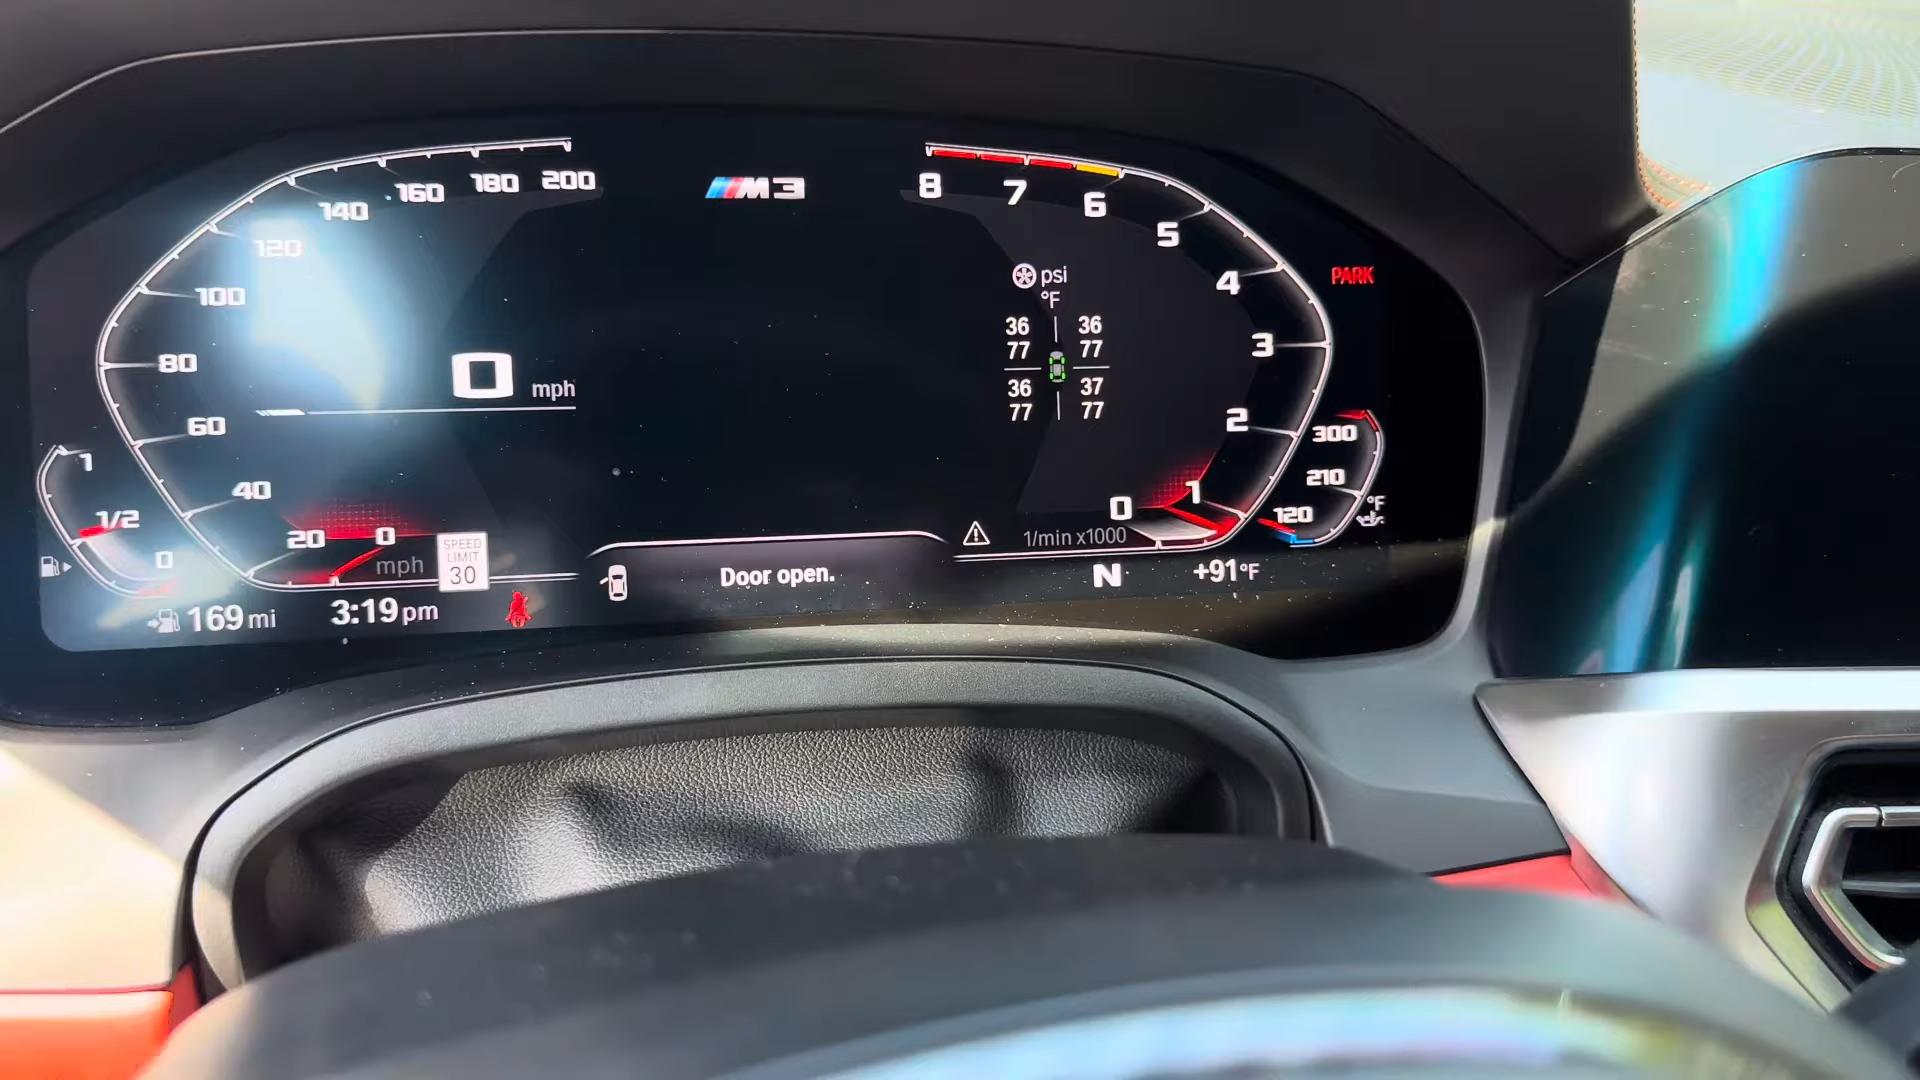 200
180
160
140
120
100
80
60
40
20
0
mph
0 mph
1
1/2
0
169 mi
3:19 pm
SPEED
LIMIT
30
M3
Door open.
psi
°F
36 36
77 77
36 37
77 77
8
7
6
5
4
3
2
1
0
1/min x1000
N
+91°F
PARK
300
210
120
°F